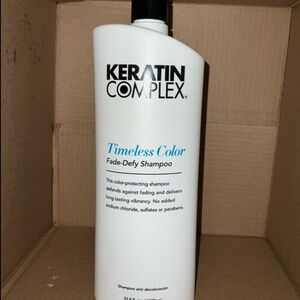 KERATIN
COMPLEX®
Timeless Color
Fade-Defy Shampoo
This color-protecting shampoo
defends against fading and delivers
long-lasting vibrancy. No added
sodium chloride, sulfates or parabens.
Shampoo anti decoloración